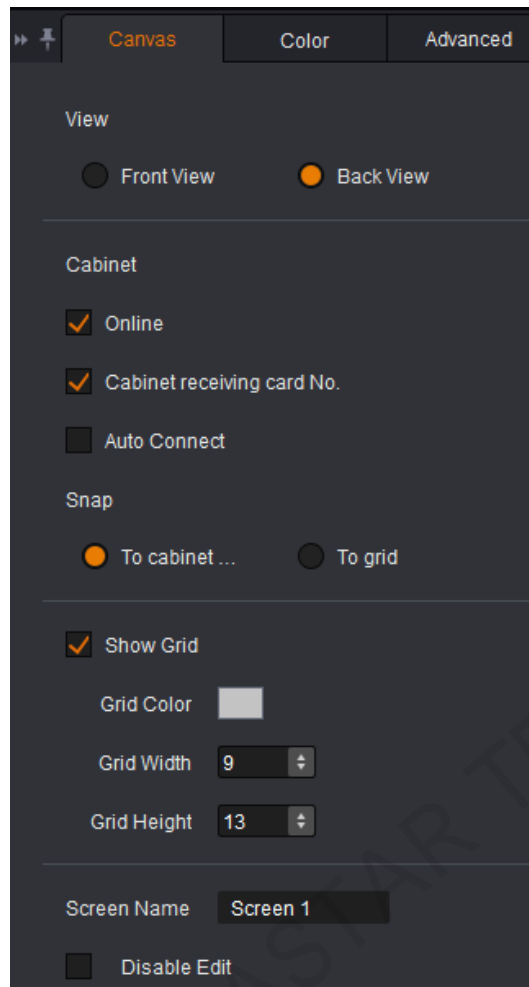 Canvas Color Advanced
View
Front View Back View
Cabinet
Online
Cabinet receiving card No.
Auto Connect
Snap
To cabinet ... To grid
Show Grid
Grid Color
Grid Width 9
Grid Height 13
Screen Name Screen 1
Disable Edit